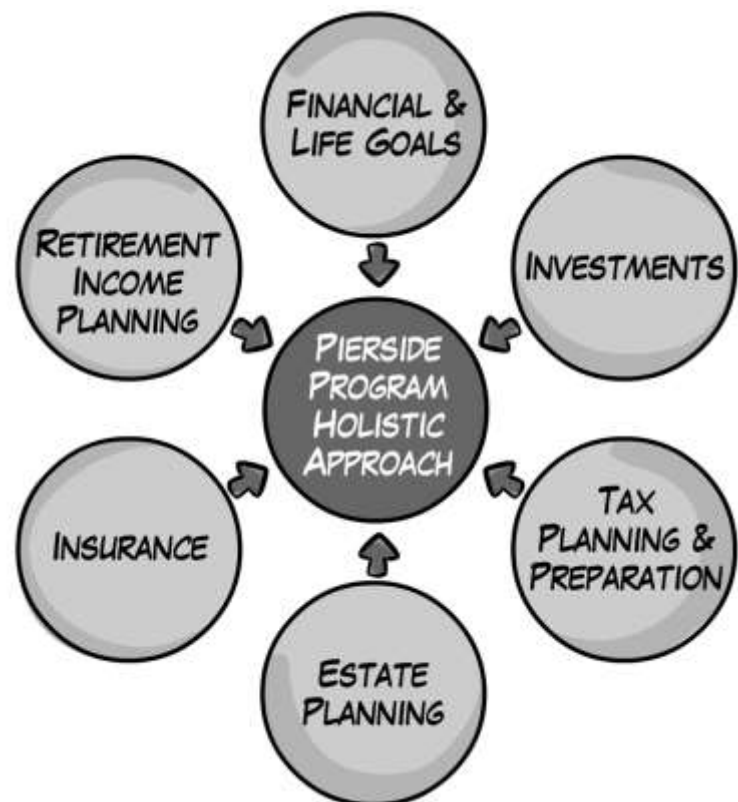 FINANCIAL &
LIFE GOALS
RETIREMENT
INCOME
PLANNING
INVESTMENTS
PIERSIDE
PROGRAM
HOLISTIC
APPROACH
INSURANCE
TAX
PLANNING &
PREPARATION
ESTATE
PLANNING